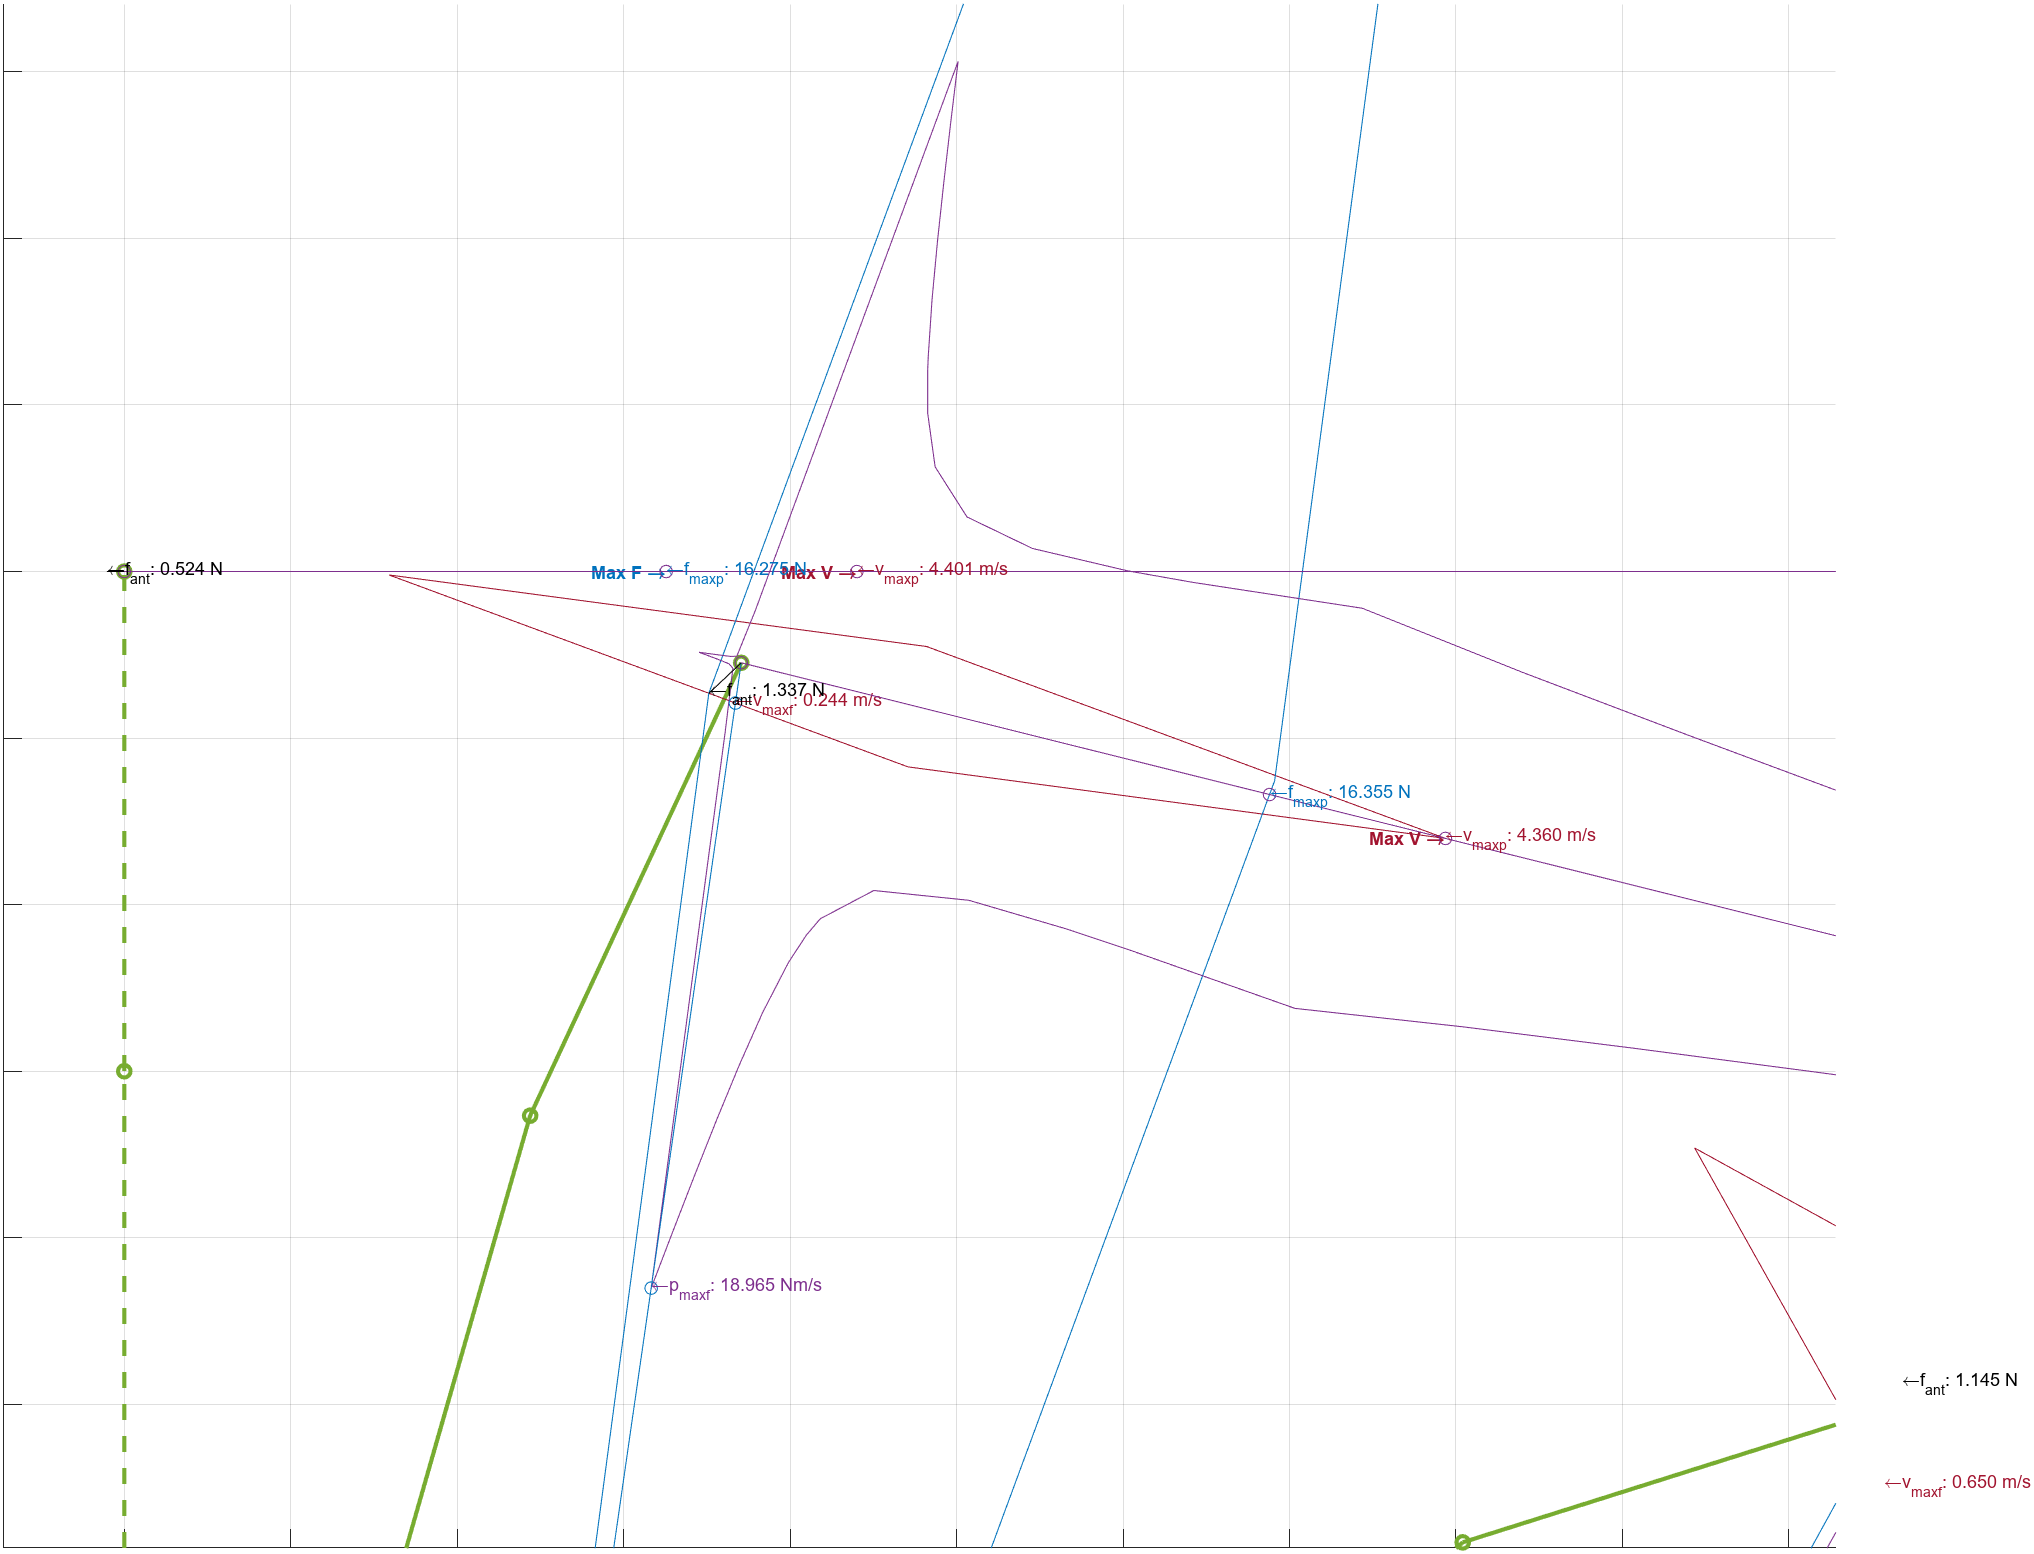 ←f_ant: 0.524 N
Max F →
←f_maxp: 16.275 N
Max V →
←v_maxp: 4.401 m/s
←f_ant: 1.337 N
←v_maxf: 0.244 m/s
←f_maxp: 16.355 N
Max V →
←v_maxp: 4.360 m/s
←p_maxf: 18.965 Nm/s
←f_ant: 1.145 N
←v_maxf: 0.650 m/s